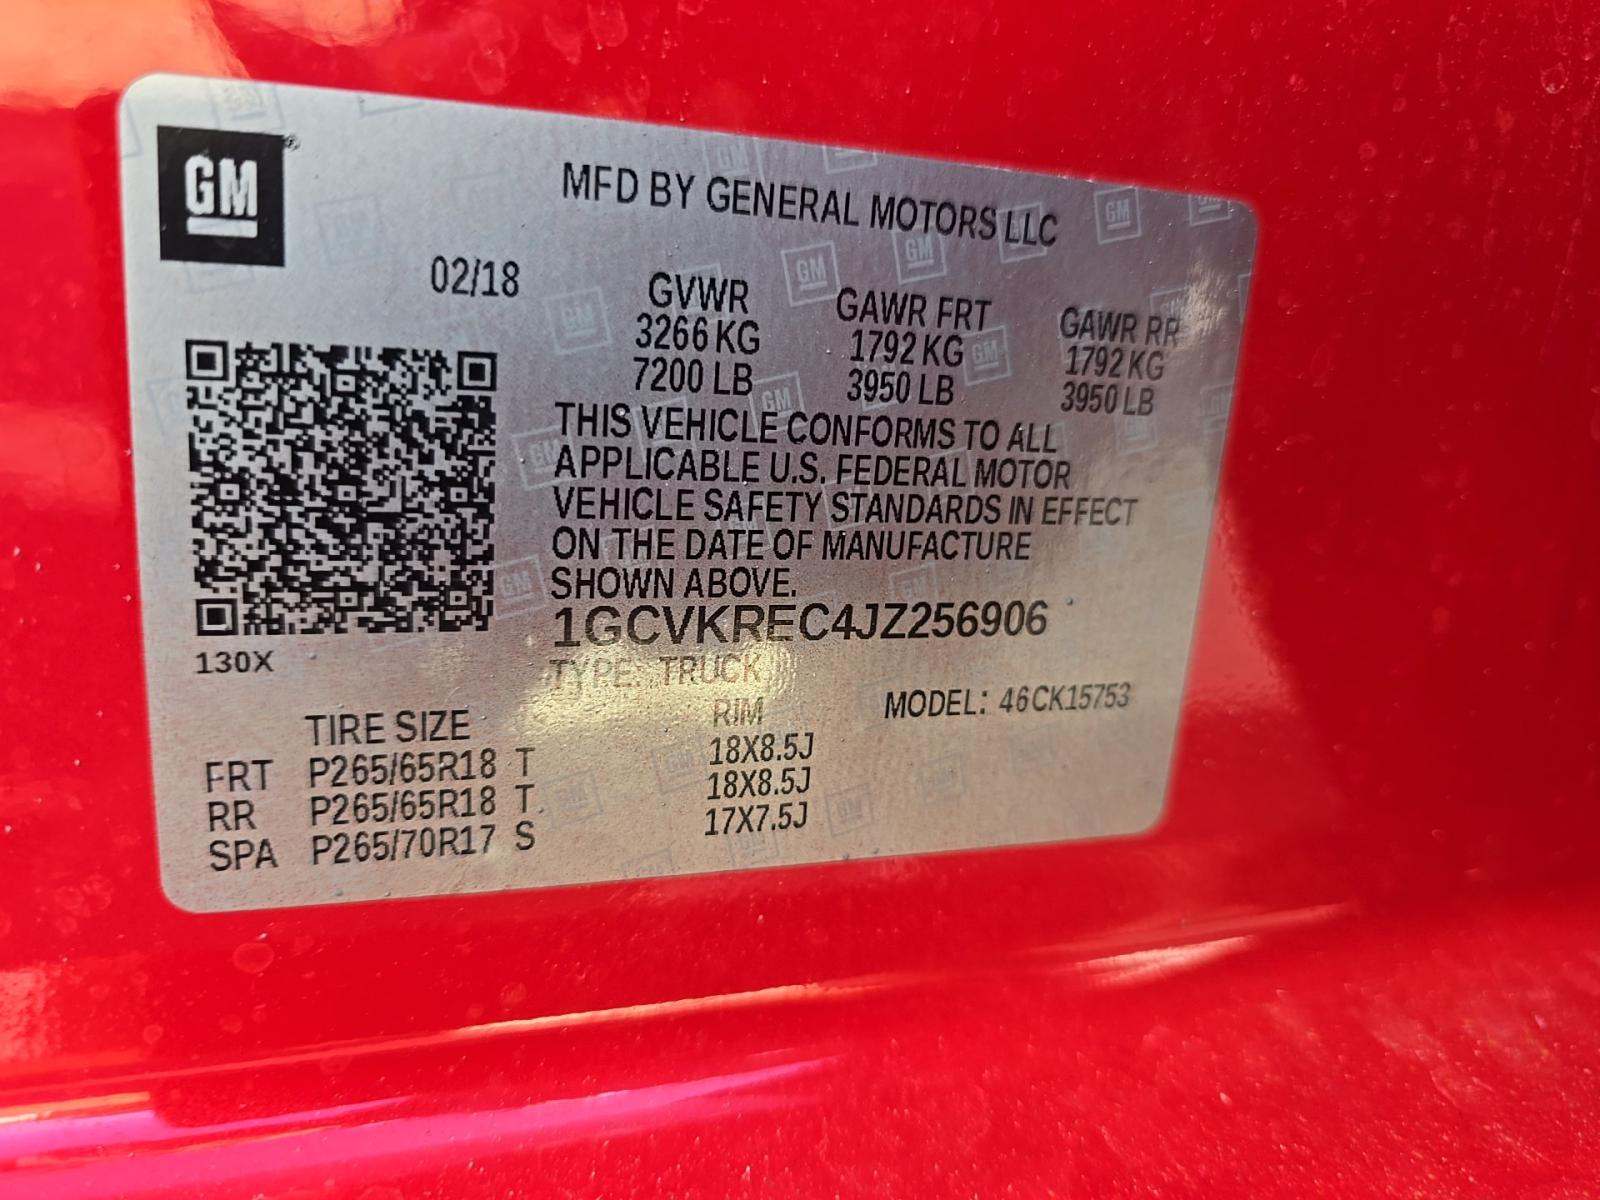 GM
MFD BY GENERAL MOTORS LLC
02/18
GVWR GAWR FRT GAWR RR
3266 KG 1792 KG 1792 KG
7200 LB 3950 LB 3950 LB
THIS VEHICLE CONFORMS TO ALL
APPLICABLE U.S. FEDERAL MOTOR
VEHICLE SAFETY STANDARDS IN EFFECT
ON THE DATE OF MANUFACTURE
SHOWN ABOVE.
1GCVKREC4JZ256906
130X
TYPE: TRUCK
TIRE SIZE RIM MODEL: 46CK15753
FRT P265/65R18 T 18X8.5J
RR P265/65R18 T 18X8.5J
SPA P265/70R17 S 17X7.5J